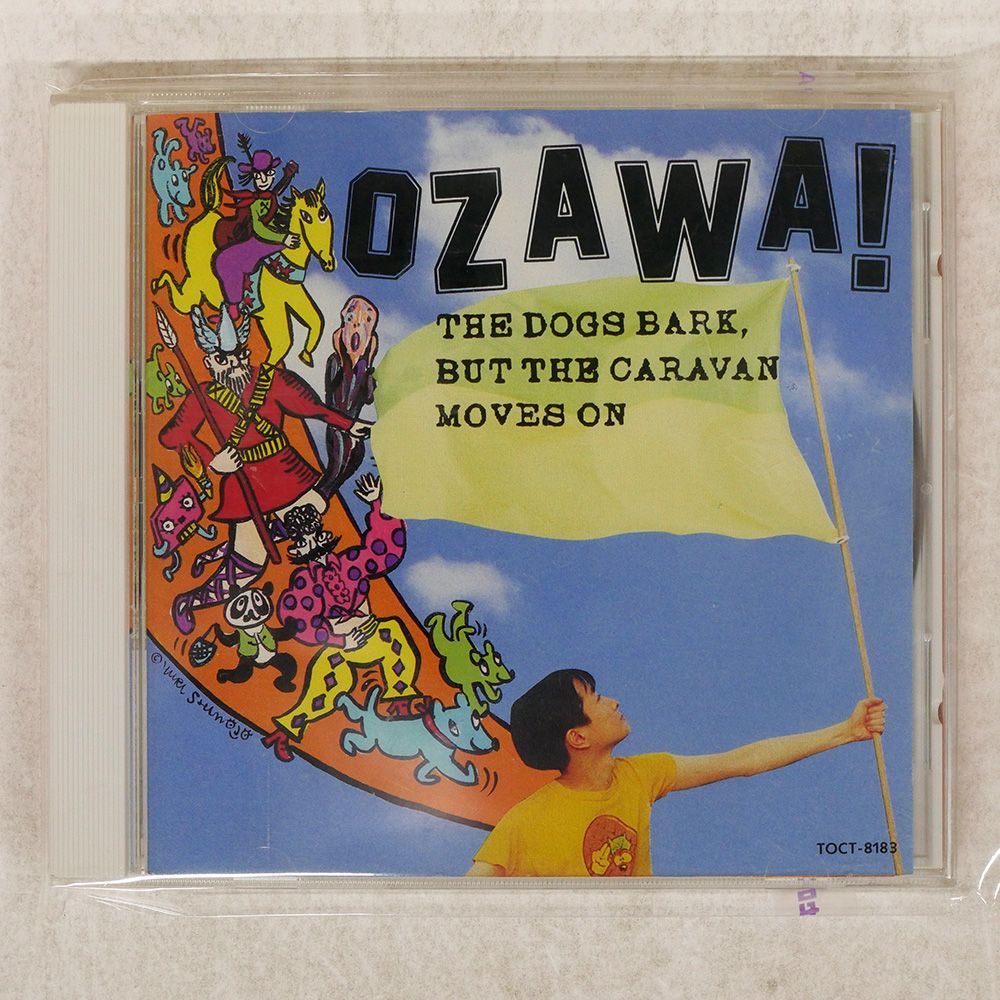 OZAWA!
THE DOGS BARK,
BUT THE CARAVAN
MOVES ON
TOCT-8183